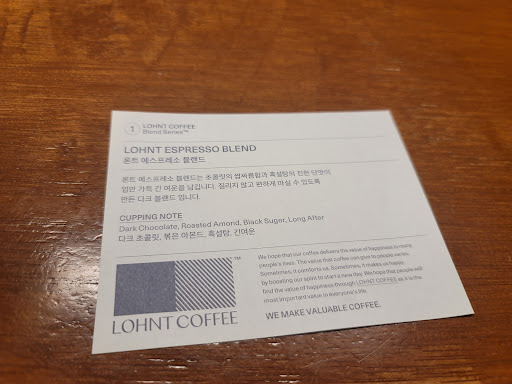 1 LOHNT COFFEE
Blend Series™
LOHNT ESPRESSO BLEND
론트 에스프레소 블렌드
론트 에스프레소 블렌드는 초콜릿의 쌉싸름함과 흑설탕의 진한 단맛이
입안 가득 긴 여운을 남깁니다. 질리지 않고 편하게 마실 수 있도록
만든 다크 블렌드 입니다.
CUPPING NOTE
Dark Chocolate, Roasted Amond, Black Suger, Long After
다크 초콜릿, 볶은 아몬드, 흑설탕, 긴여운
TM
LOHNT COFFEE
We hope that our coffee delivery the value of happiness to many
people's lives. The value that coffee can give to people varies.
Sometimes, it comforts us. Sometimes, it makes us happy
by boosting our spirit to start a new day. We hope that people will
find the value of happiness through LOHNT COFFEE as it is the
most important value in everyone's life.
WE MAKE VALUABLE COFFEE.